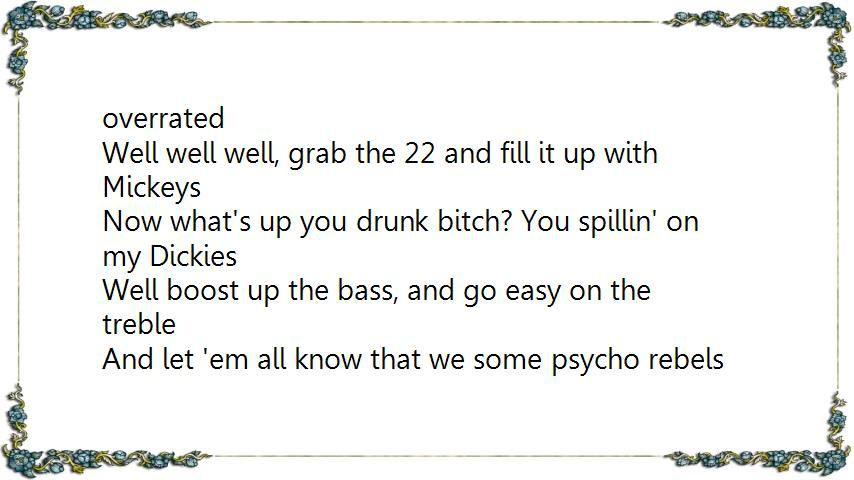 overrated
Well well well, grab the 22 and fill it up with
Mickeys
Now what's up you drunk bitch? You spillin' on
my Dickies
Well boost up the bass, and go easy on the
treble
And let 'em all know that we some psycho rebels